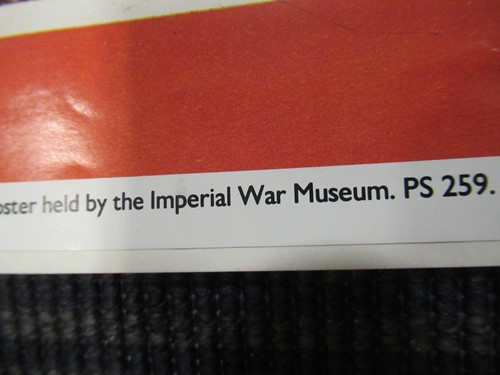 oster held by the Imperial War Museum. PS 259.